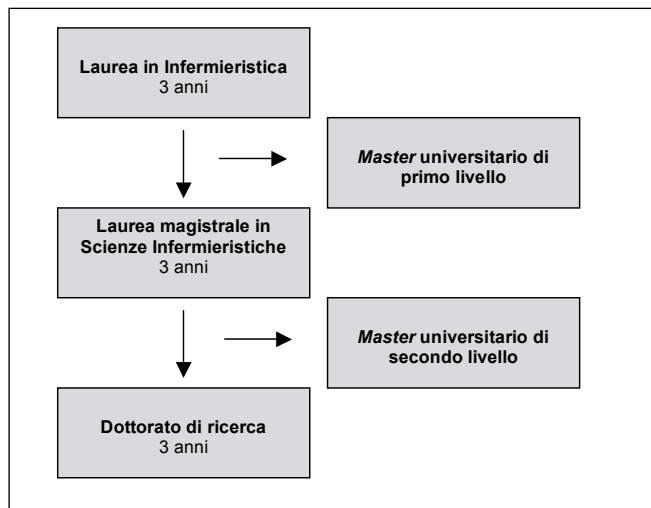 Laurea in Infermieristica
3 anni
Master universitario di
primo livello
Laurea magistrale in
Scienze Infermieristiche
3 anni
Master universitario di
secondo livello
Dottorato di ricerca
3 anni